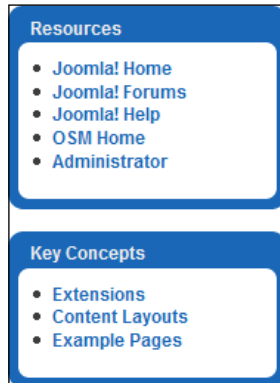 Resources
Joomla! Home
Joomla! Forums
Joomla! Help
OSM Home
Administrator
Key Concepts
Extensions
Content Layouts
Example Pages